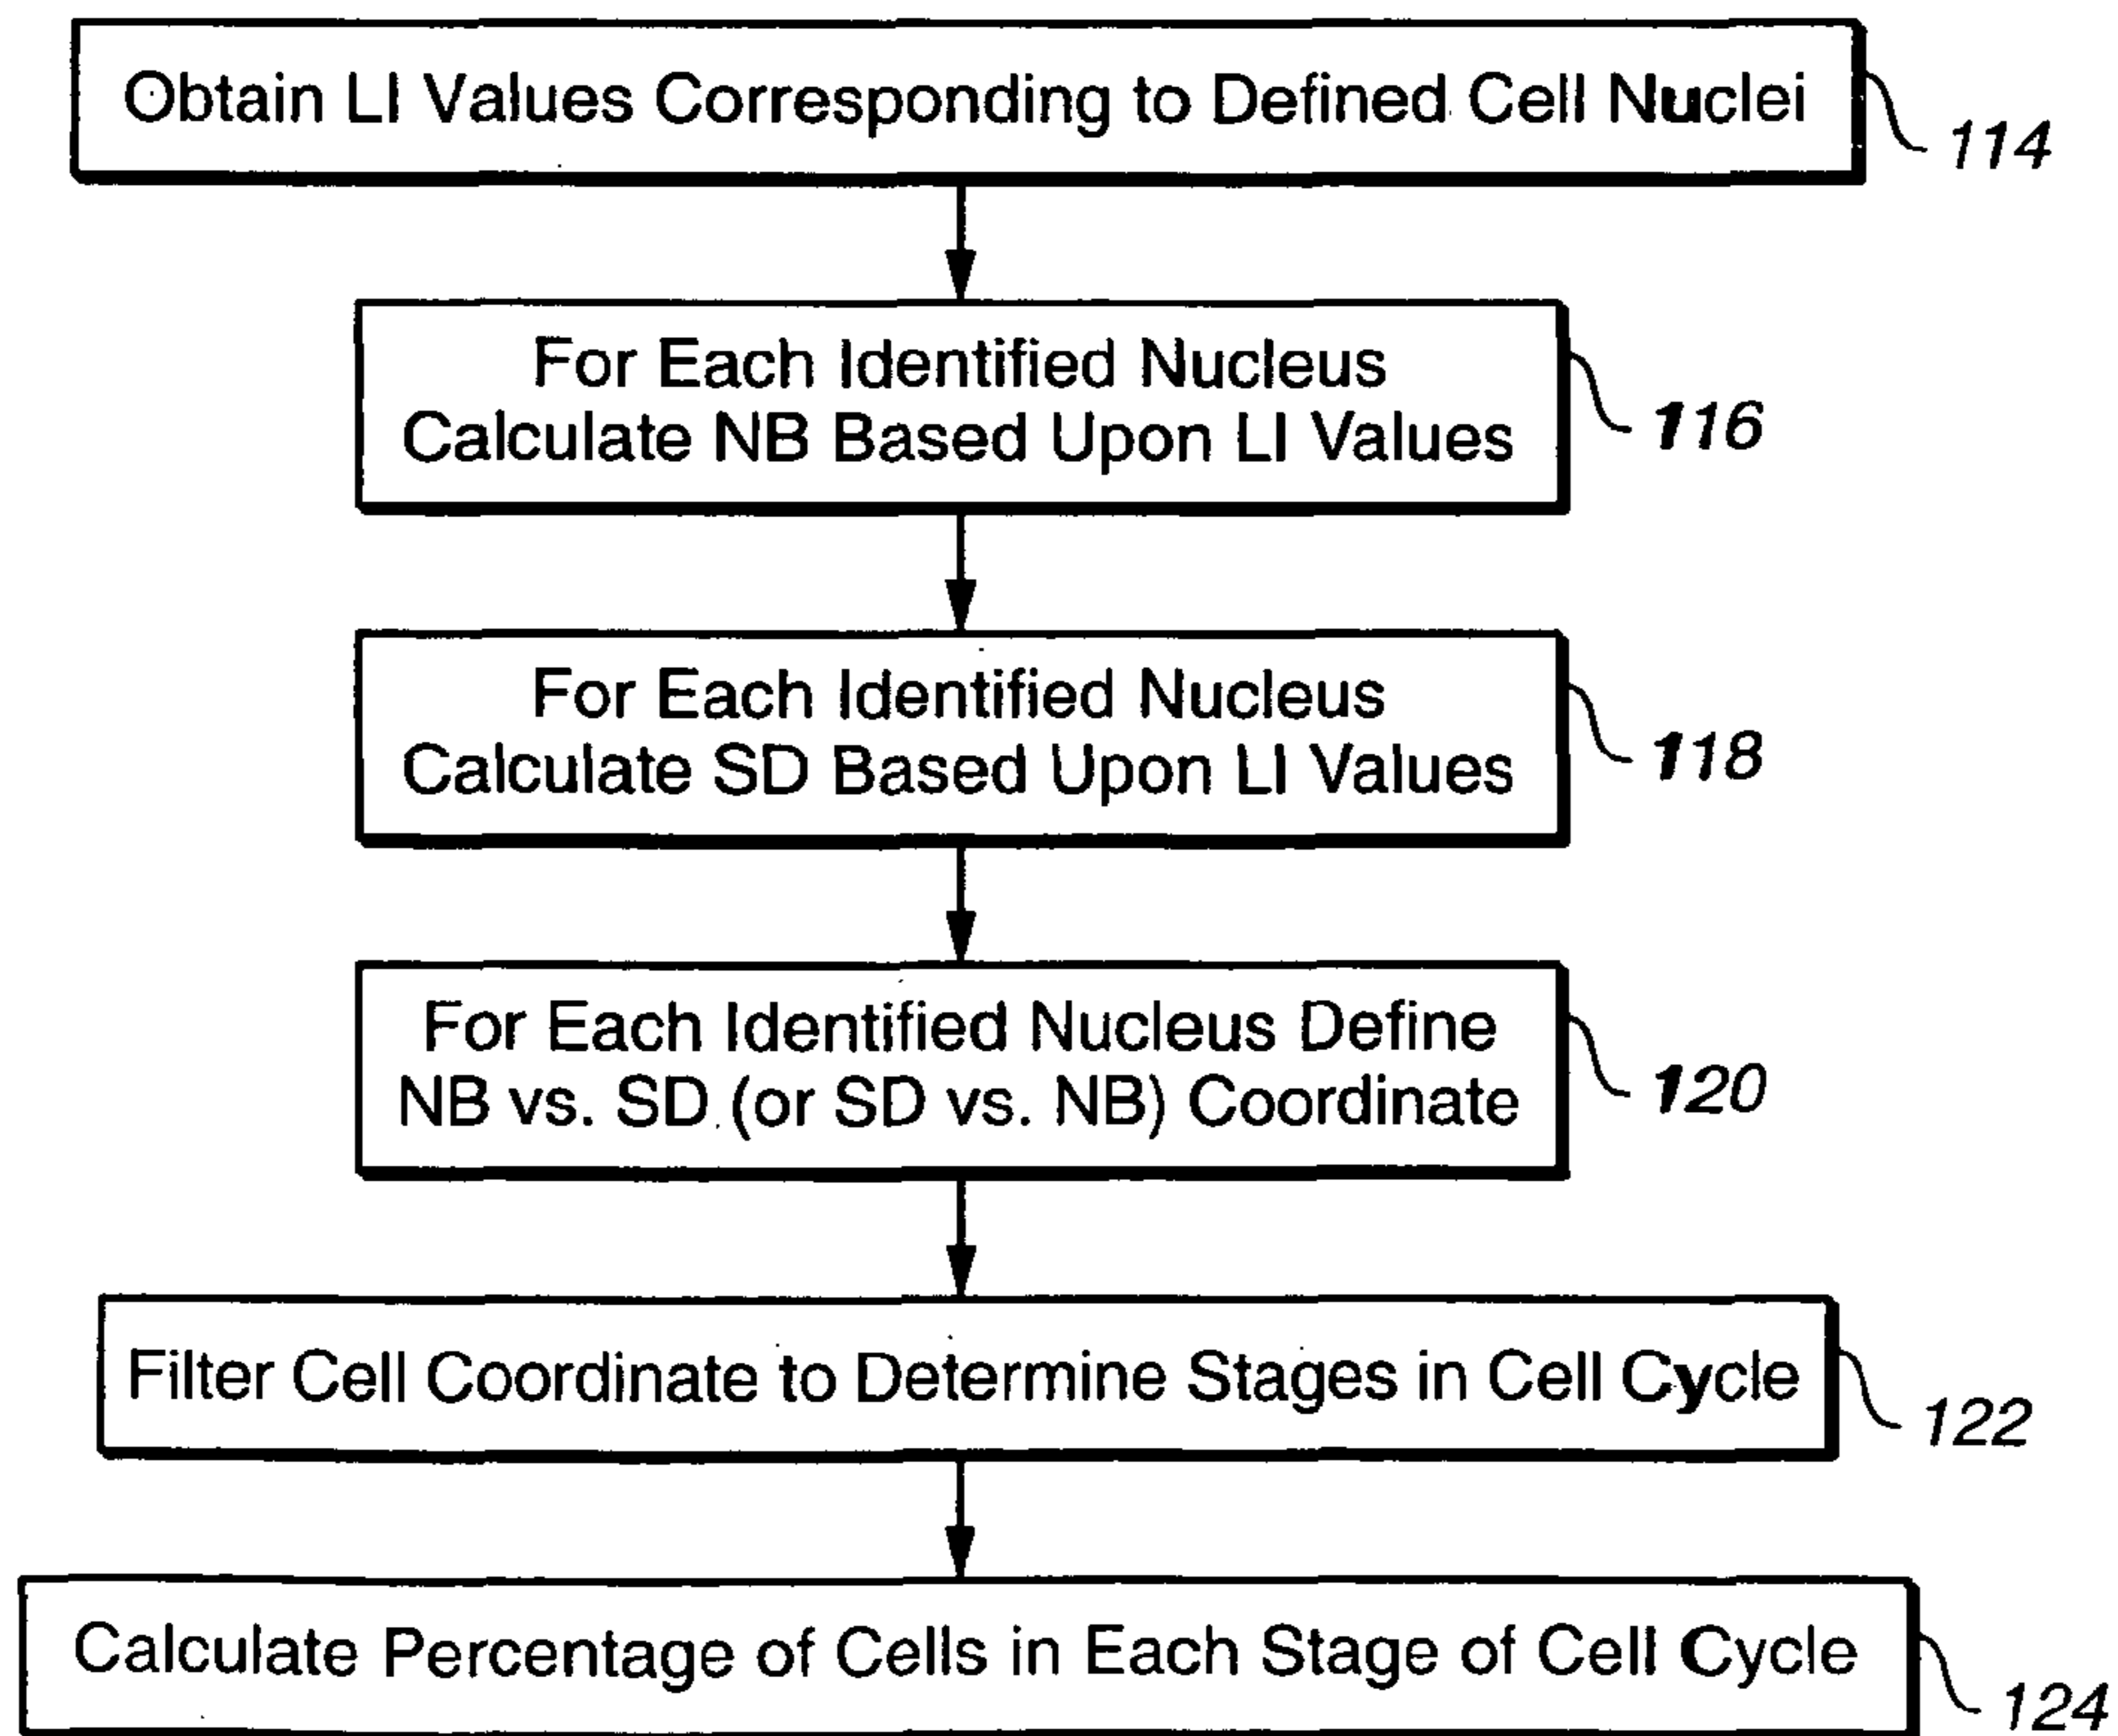 Obtain LI Values Corresponding to Defined Cell Nuclei
114
For Each Identified Nucleus
Calculate NB Based Upon LI Values
116
For Each Identified Nucleus
Calculate SD Based Upon LI Values
118
For Each Identified Nucleus Define
NB vs. SD (or SD vs. NB) Coordinate
120
Filter Cell Coordinate to Determine Stages in Cell Cycle
122
Calculate Percentage of Cells in Each Stage of Cell Cycle
124